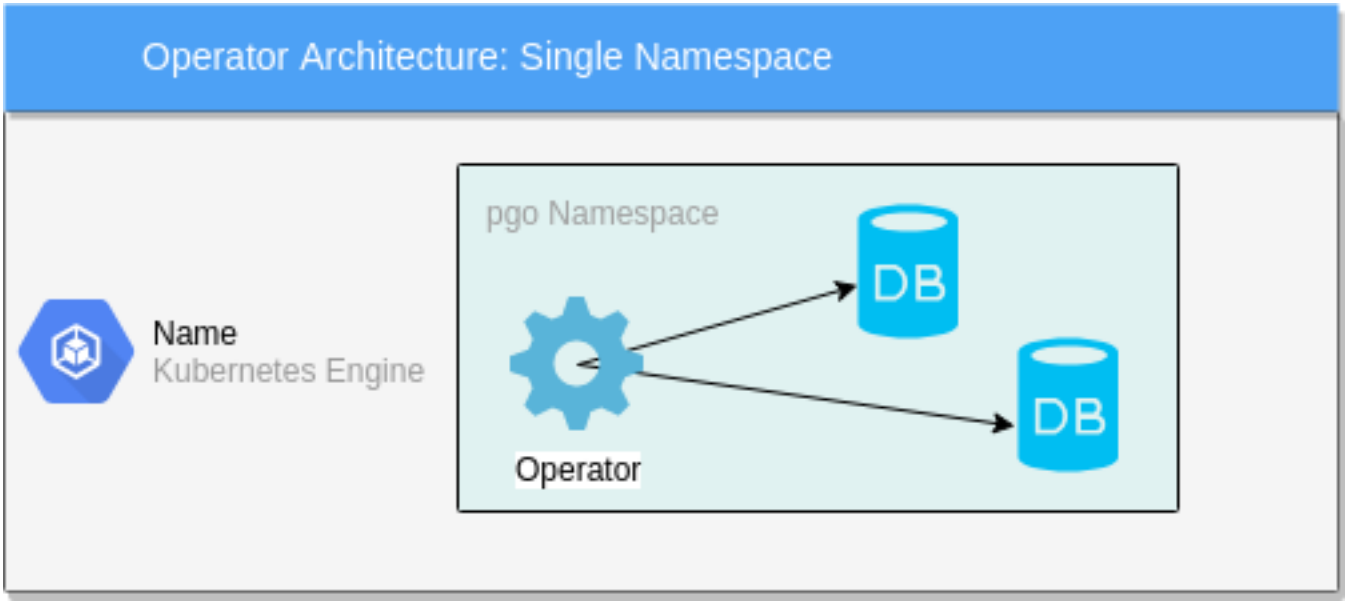 Operator Architecture: Single Namespace
pgo Namespace
DB
Name
Kubernetes Engine
DB
Operator